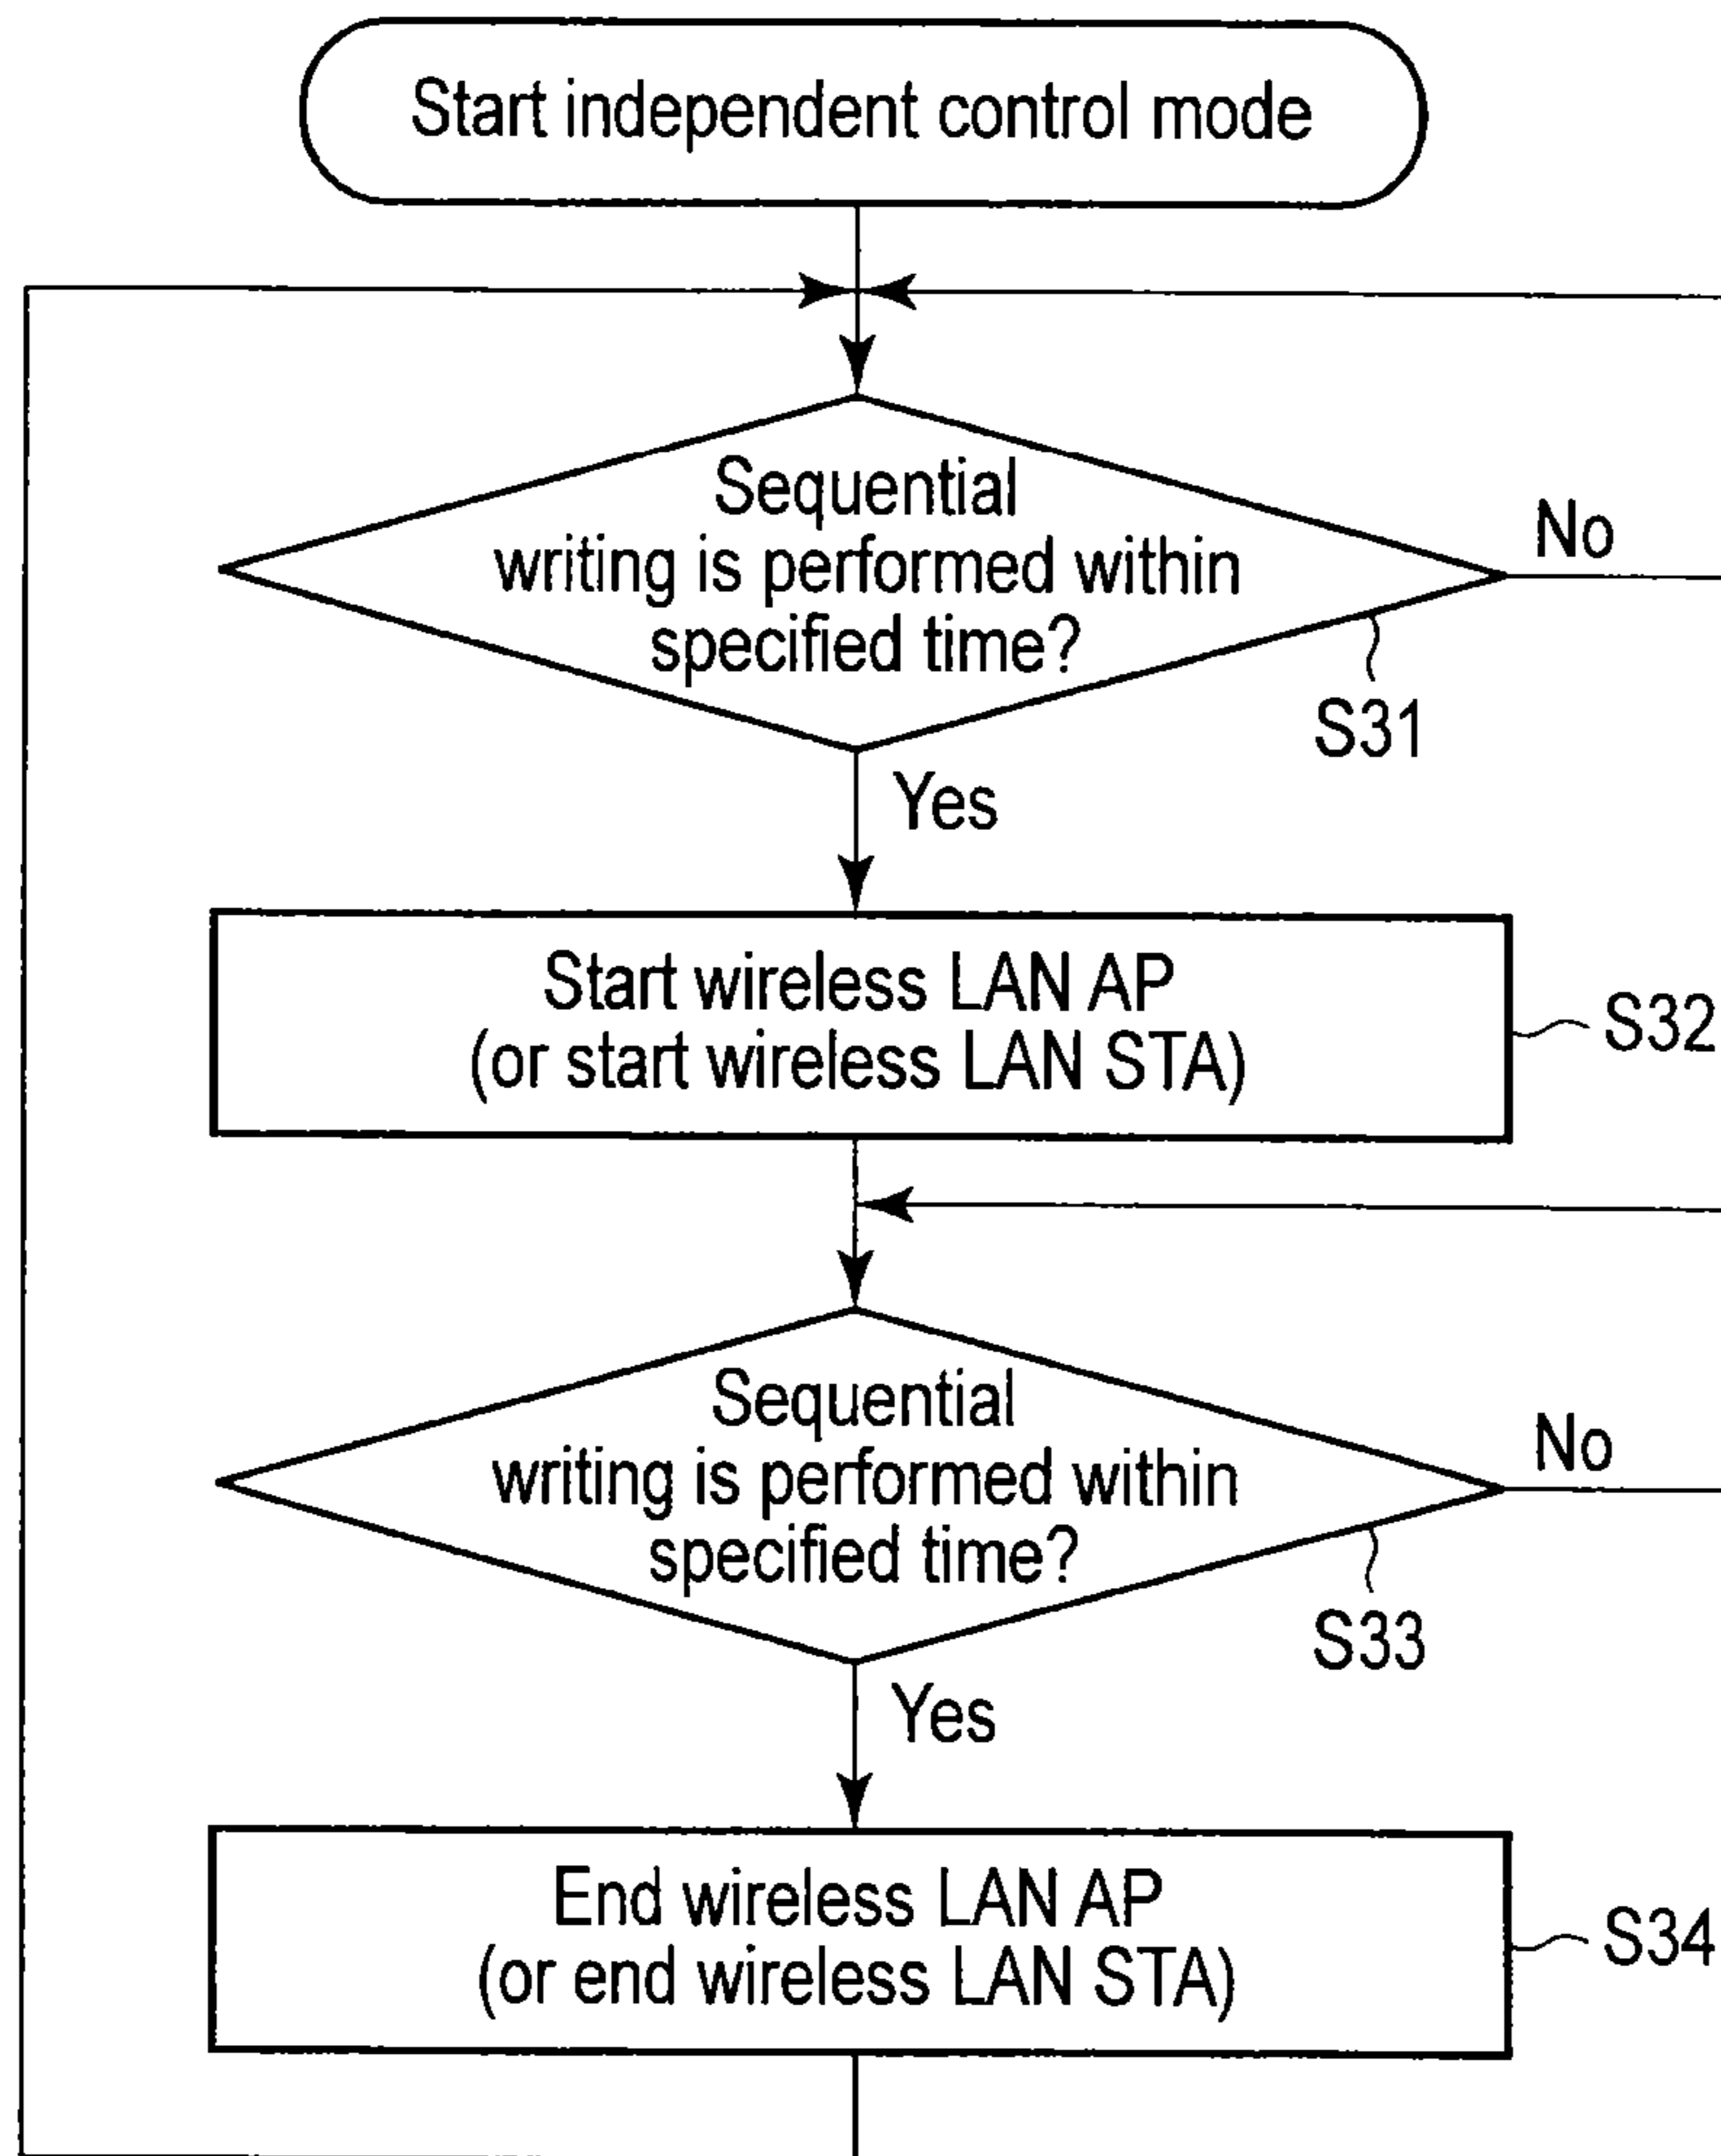 Start independent control mode
Sequential
writing is performed within
specified time?
No
S31
Yes
Start wireless LAN AP
(or start wireless LAN STA)
S32
Sequential
writing is performed within
specified time?
No
S33
Yes
End wireless LAN AP
(or end wireless LAN STA)
S34